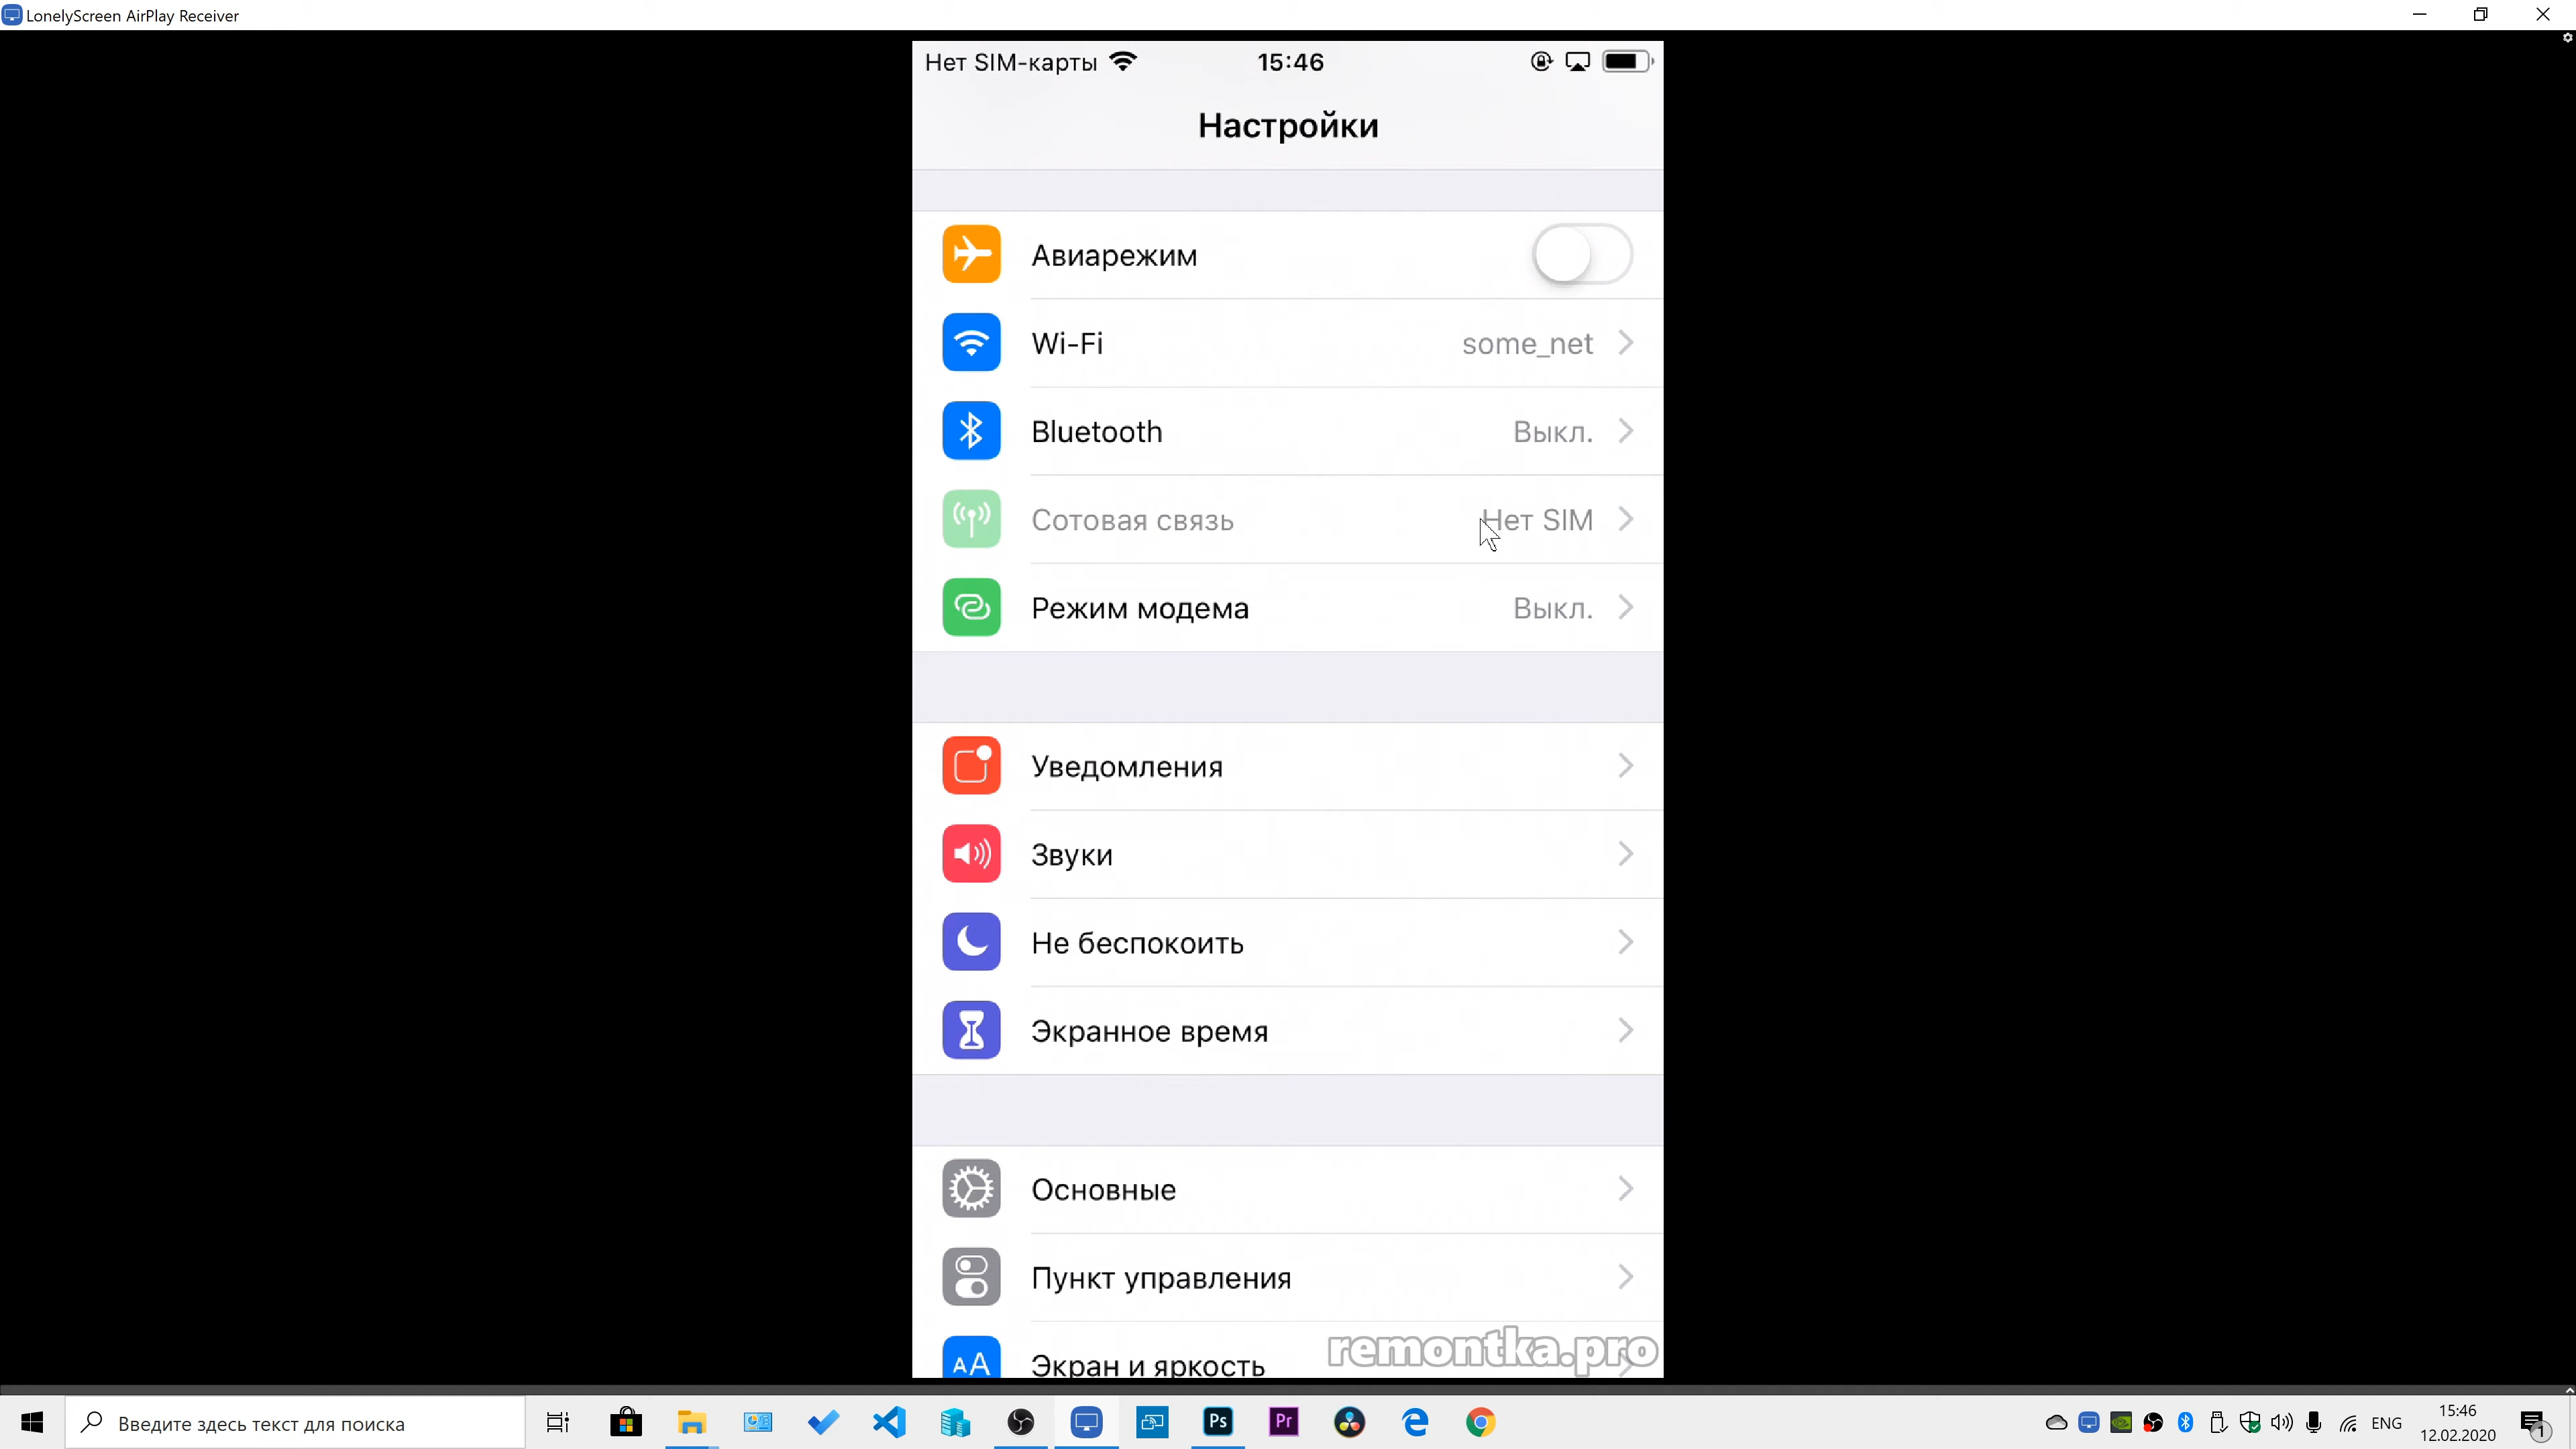 LonelyScreen AirPlay Receiver
Нет SIM-карты
15:46
Настройки
Авиарежим
Wi-Fi some_net
Bluetooth Выкл.
Сотовая связь Нет SIM
Режим модема Выкл.
Уведомления
Звуки
Не беспокоить
Экранное время
Основные
Пункт управления
AA Экран и яркость
remontka.pro
Введите здесь текст для поиска
Ps
Pr
ENG
15:46
12.02.2020
1